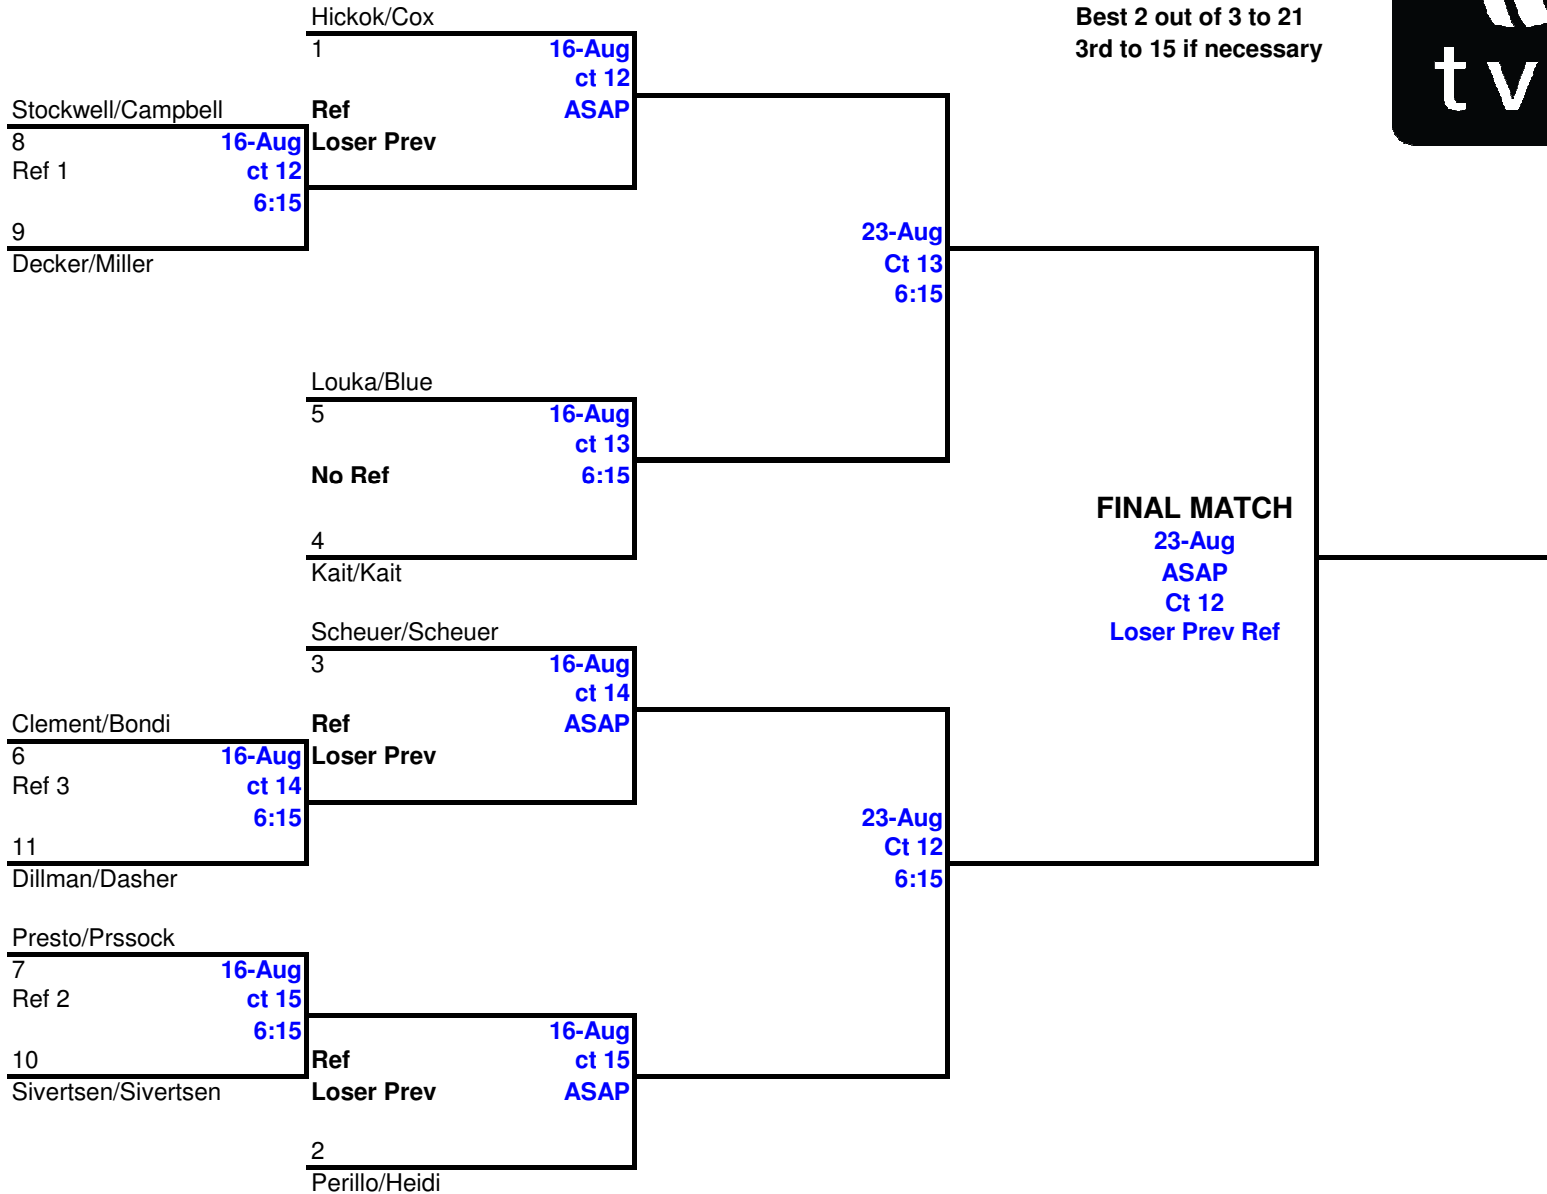 Hickok/Cox
Best 2 out of 3 to 21
1
16-Aug
3rd to 15 if necessary
ct 12
t v
Stockwell/Campbell
Ref
ASAP
8
16-Aug
Loser Prev
Ref 1
ct 12
6:15
9
23-Aug
Decker/Miller
Ct 13
6:15
Louka/Blue
5
16-Aug
ct 13
No Ref
6:15
FINAL MATCH
4
23-Aug
Kait/Kait
ASAP
Ct 12
Scheuer/Scheuer
Loser Prev Ref
3
16-Aug
ct 14
Clement/Bondi
Ref
ASAP
6
16-Aug
Loser Prev
Ref 3
ct 14
6:15
23-Aug
11
Ct 12
Dillman/Dasher
6:15
Presto/Prssock
7
16-Aug
Ref 2
ct 15
6:15
16-Aug
10
Ref
ct 15
Sivertsen/Sivertsen
Loser Prev
ASAP
2
Perillo/Heidi